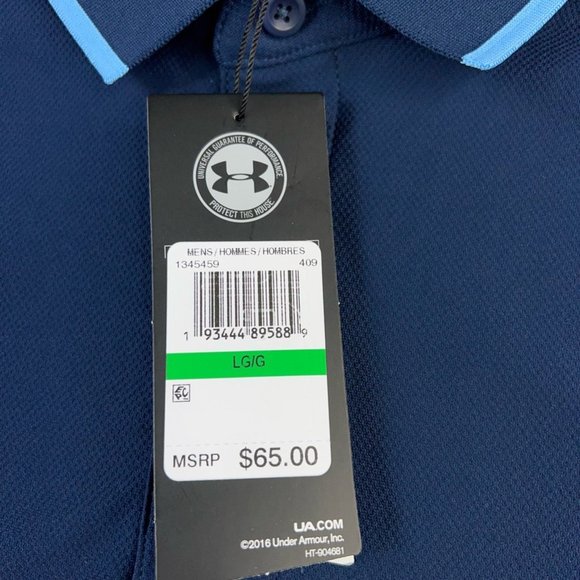 UNIVERSAL GUARANTEE OF PERFORMANCE
PROTECT THIS HOUSE
MENS/HOMMES/HOMBRES
1345459 409
1 93444 89588 9
LG/G
MSRP $65.00
UA.COM
©2016 Under Armour, Inc.
HT-904681